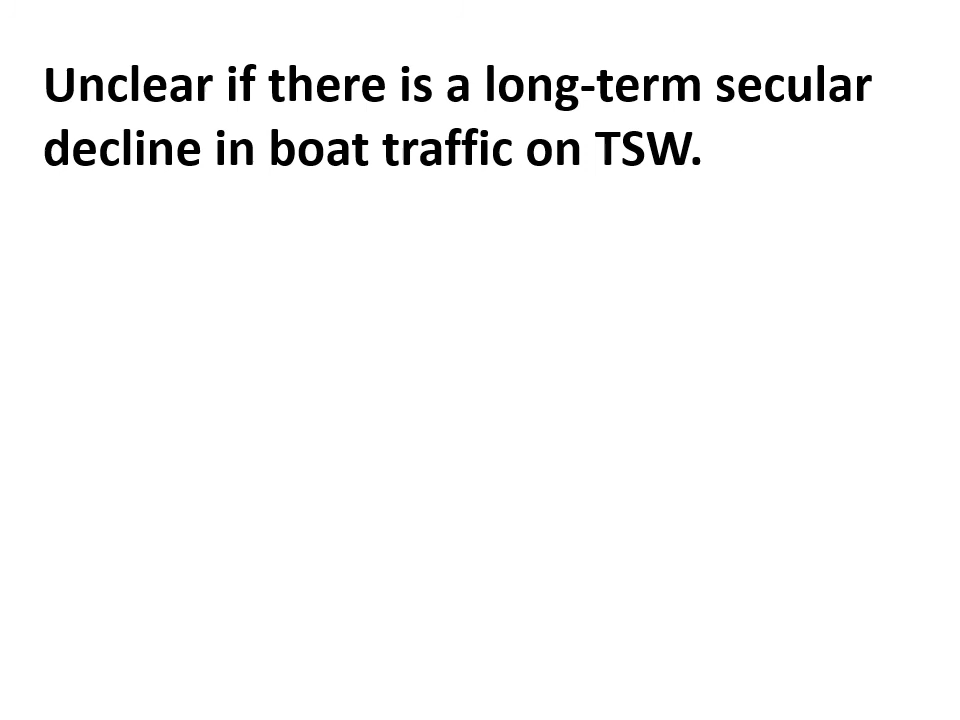 Unclear if there is a long-term secular
decline in boat traffic on TSW.